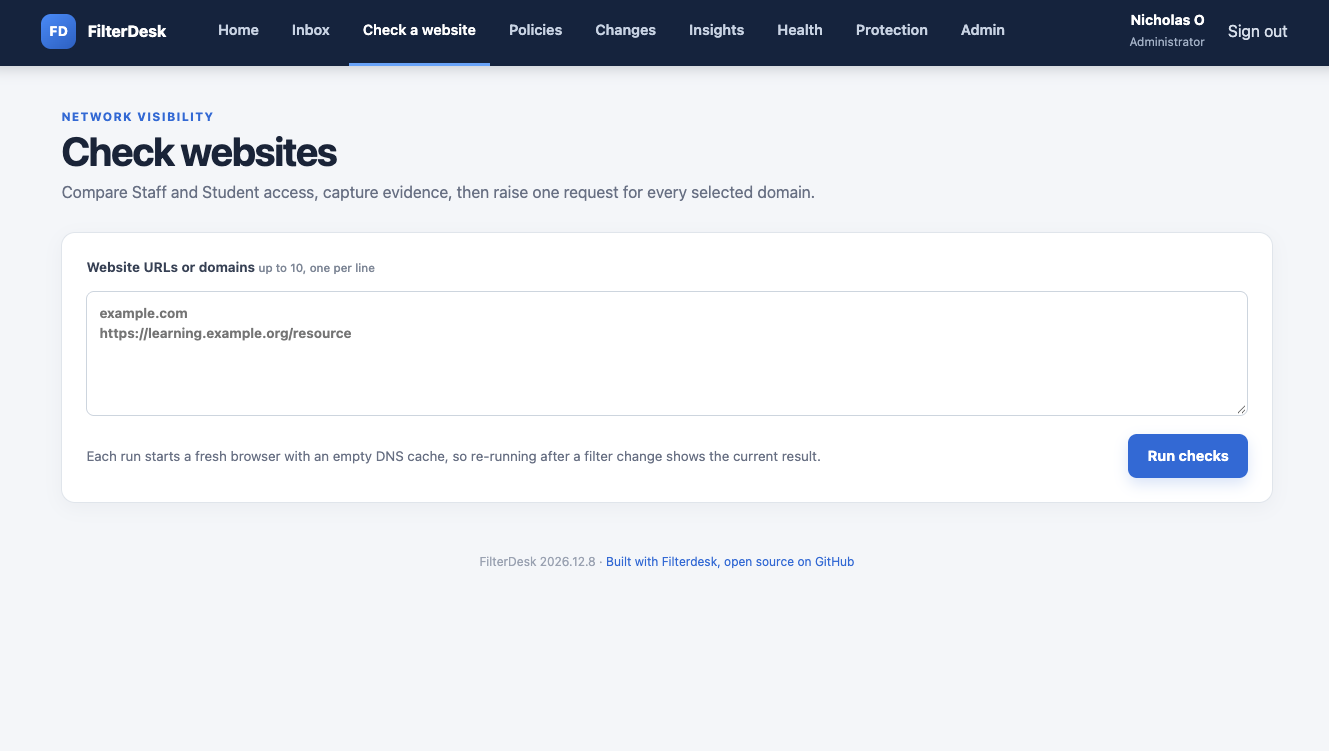 FD FilterDesk Home Inbox Check a website Policies Changes Insights Health Protection Admin Nicholas O Administrator Sign out
NETWORK VISIBILITY
Check websites
Compare Staff and Student access, capture evidence, then raise one request for every selected domain.
Website URLs or domains up to 10, one per line
example.com
https://learning.example.org/resource
Each run starts a fresh browser with an empty DNS cache, so re-running after a filter change shows the current result. Run checks
FilterDesk 2026.12.8 · Built with Filterdesk, open source on GitHub